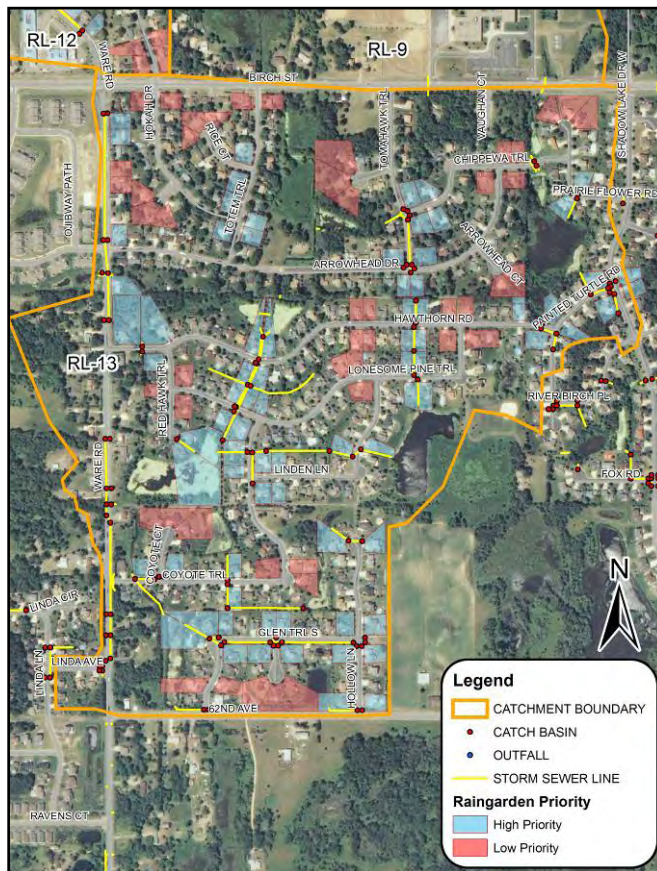 RL-12
RL-9
WARE RD
BIRCH ST
HOKAH DR
RICE CT
TOTEM TRL
TOMAHAWK TRL
VAUGHAN CT
SHADOW LAKE DR W
CHIPPEWA TRL
OJIBWAY PATH
PRAIRIE FLOWER RD
ARROWHEAD DR
ARROWHEAD CT
PAINTED TURTLE RD
HAWTHORN RD
RL-13
LONESOME PINE TRL
RED HAWK TRL
RIVER BIRCH PL
WARE RD
LINDEN LN
FOX RD
COYOTE CT
COYOTE TRL
LINDA CIR
GLEN TRL S
LINDA LN
LINDA AVE
HOLLOW LN
62ND AVE
RAVENS CT
N
Legend
CATCHMENT BOUNDARY
CATCH BASIN
OUTFALL
STORM SEWER LINE
Raingarden Priority
High Priority
Low Priority